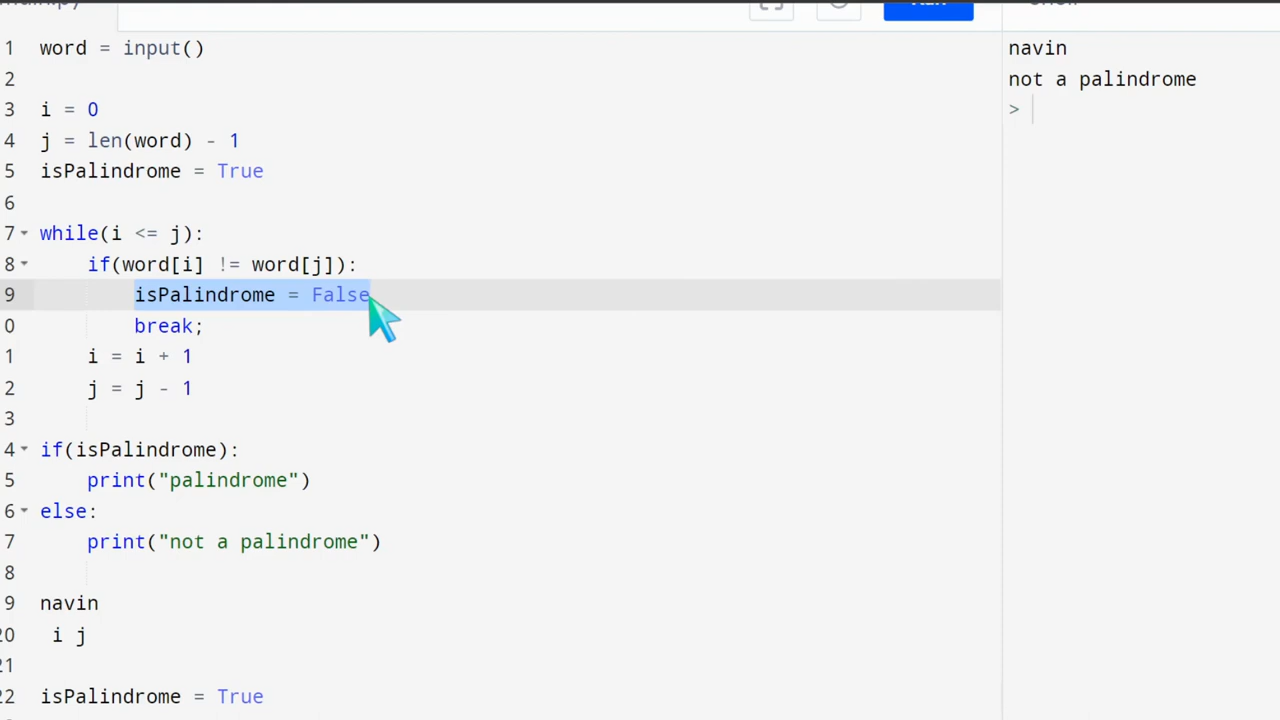 1 word = input()
2
3 i = 0
4 j = len(word) - 1
5 isPalindrome = True
6
7 while(i <= j):
8 if(word[i] != word[j]):
9 isPalindrome = False
0 break;
1 i = i + 1
2 j = j - 1
3
4 if(isPalindrome):
5 print("palindrome")
6 else:
7 print("not a palindrome")
8
9 navin
20 i j
21
22 isPalindrome = True
navin
not a palindrome
>